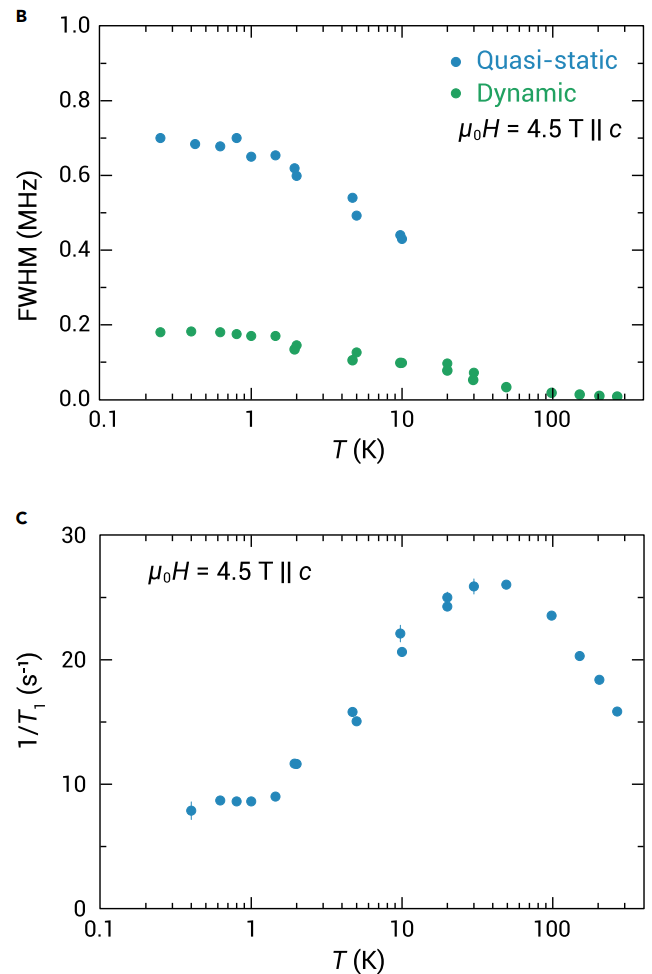 B
1.0
Quasi-static
0.8
Dynamic
μ₀H = 4.5 T || c
0.6
FWHM (MHz)
0.4
0.2
0.0
0.1 1 10 100
T (K)
C
30
μ₀H = 4.5 T || c
20
1/T₁ (s⁻¹)
10
0
0.1 1 10 100
T (K)